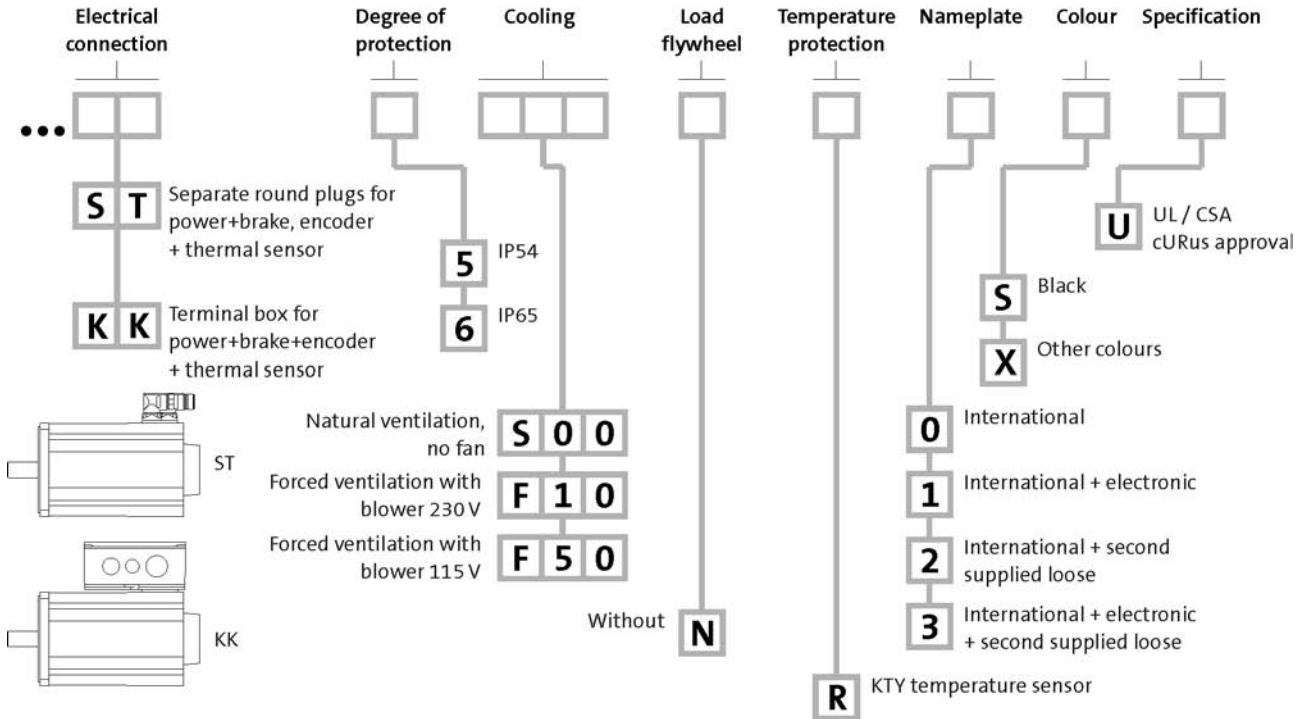 Electrical
connection
Degree of
protection
Cooling
Load
flywheel
Temperature
protection
Nameplate
Colour
Specification
•••
S T
Separate round plugs for
power+brake, encoder
+ thermal sensor
K K
Terminal box for
power+brake+encoder
+ thermal sensor
ST
KK
5
IP54
6
IP65
Natural ventilation,
no fan
S 0 0
Forced ventilation with
blower 230 V
F 1 0
Forced ventilation with
blower 115 V
F 5 0
Without
N
R
KTY temperature sensor
0
International
1
International + electronic
2
International + second
supplied loose
3
International + electronic
+ second supplied loose
S
Black
X
Other colours
U
UL / CSA
cURus approval